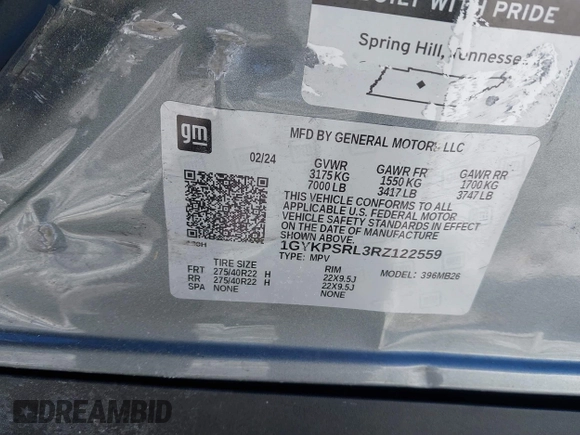 BUILT WITH PRIDE
Spring Hill, Tennessee
gm
MFD BY GENERAL MOTORS LLC
02/24
GVWR GAWR FR GAWR RR
3175 KG 1550 KG 1700 KG
7000 LB 3417 LB 3747 LB
THIS VEHICLE CONFORMS TO ALL
APPLICABLE U.S. FEDERAL MOTOR
VEHICLE SAFETY STANDARDS IN EFFECT
ON THE DATE OF MANUFACTURE
SHOWN ABOVE.
1GYKPSRL3RZ122559
TYPE: MPV MODEL: 396MB26
TIRE SIZE RIM
FRT 275/40R22 H 22X9.5J
RR 275/40R22 H 22X9.5J
SPA NONE NONE
DREAMBID